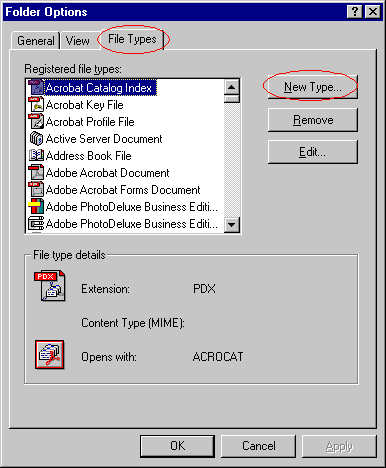 Folder Options
General View File Types
Registered file types:
Acrobat Catalog Index
Acrobat Key File
Acrobat Profile File
Active Server Document
Address Book File
Adobe Acrobat Document
Adobe Acrobat Forms Document
Adobe PhotoDeluxe Business Editi...
Adobe PhotoDeluxe Business Editi...
New Type...
Remove
Edit...
File type details
PDX
Extension: PDX
Content Type (MIME):
Opens with: ACROCAT
OK Cancel Apply